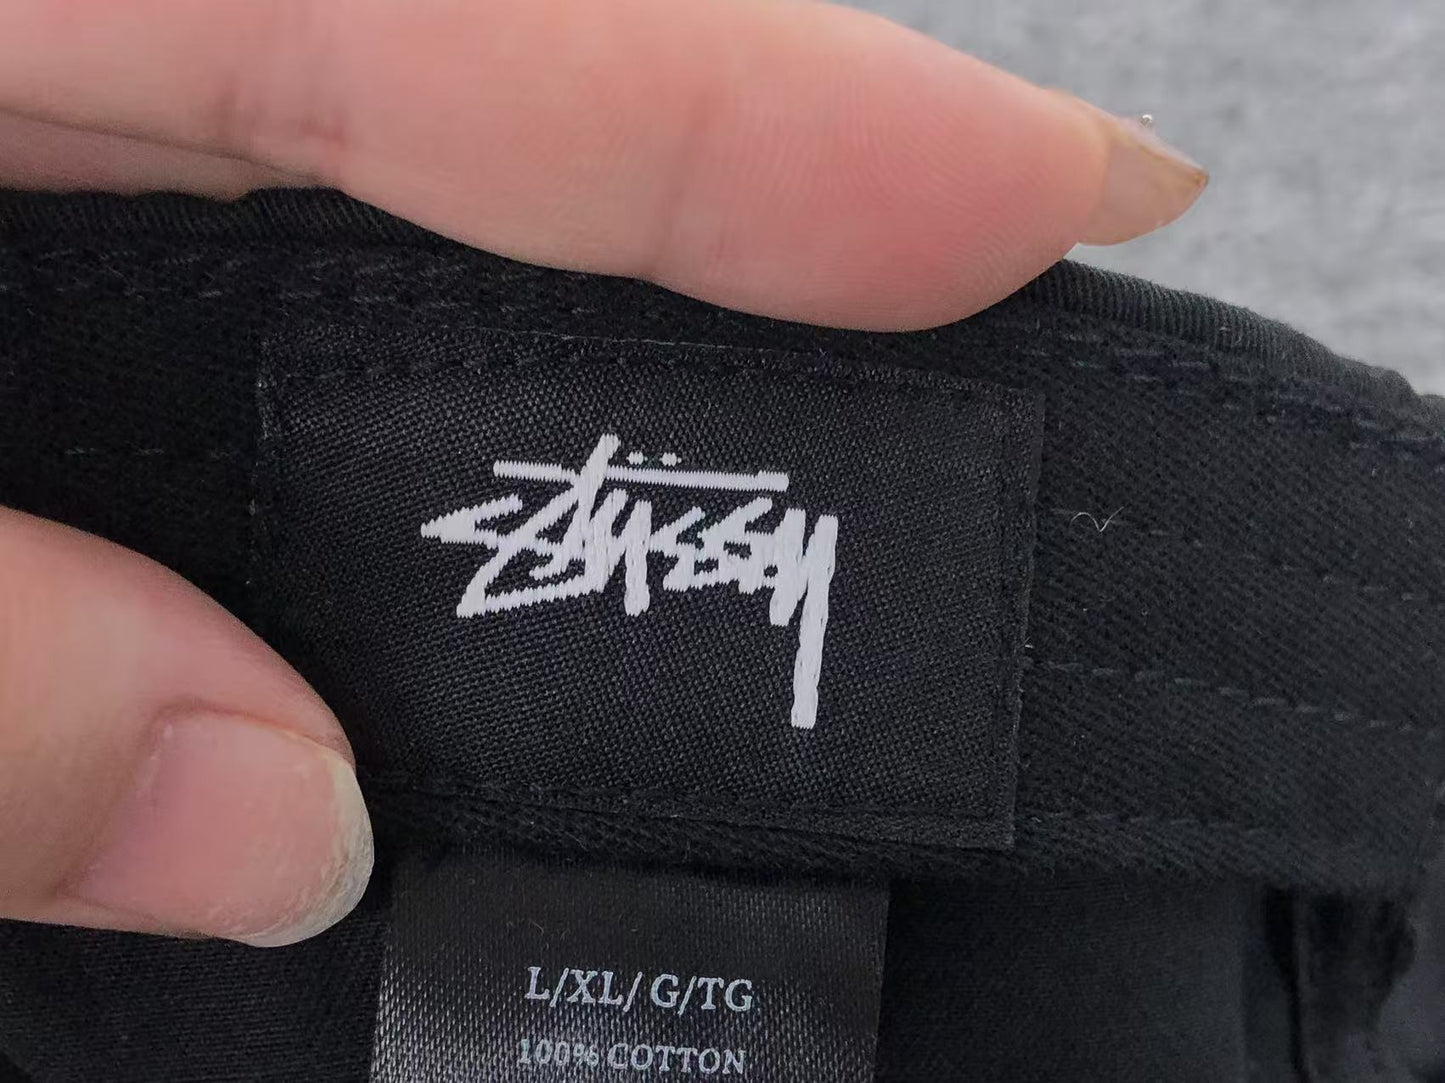 Stüssy
L/XL/ G/TG
100% COTTON